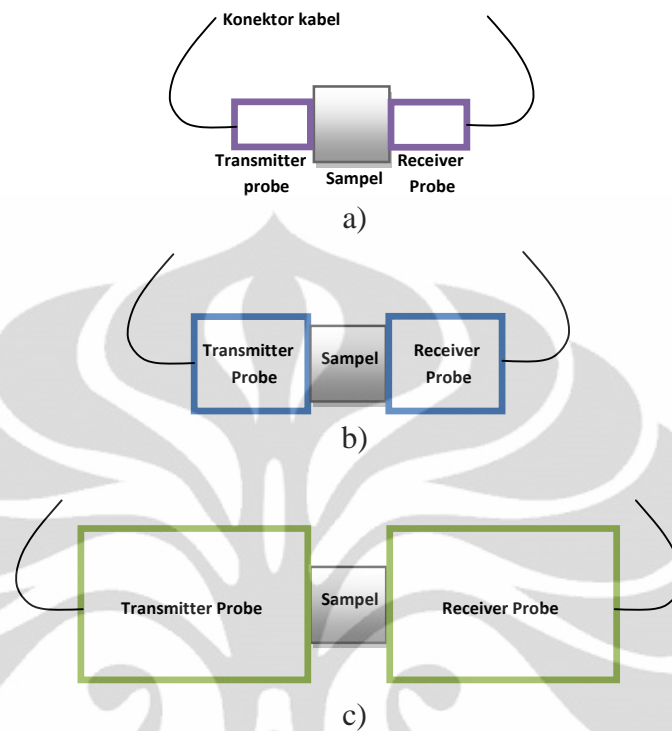 Konektor kabel
Transmitter
probe
Sampel
Receiver
Probe
a)
Transmitter
Probe
Sampel
Receiver
Probe
b)
Transmitter Probe
Sampel
Receiver Probe
c)